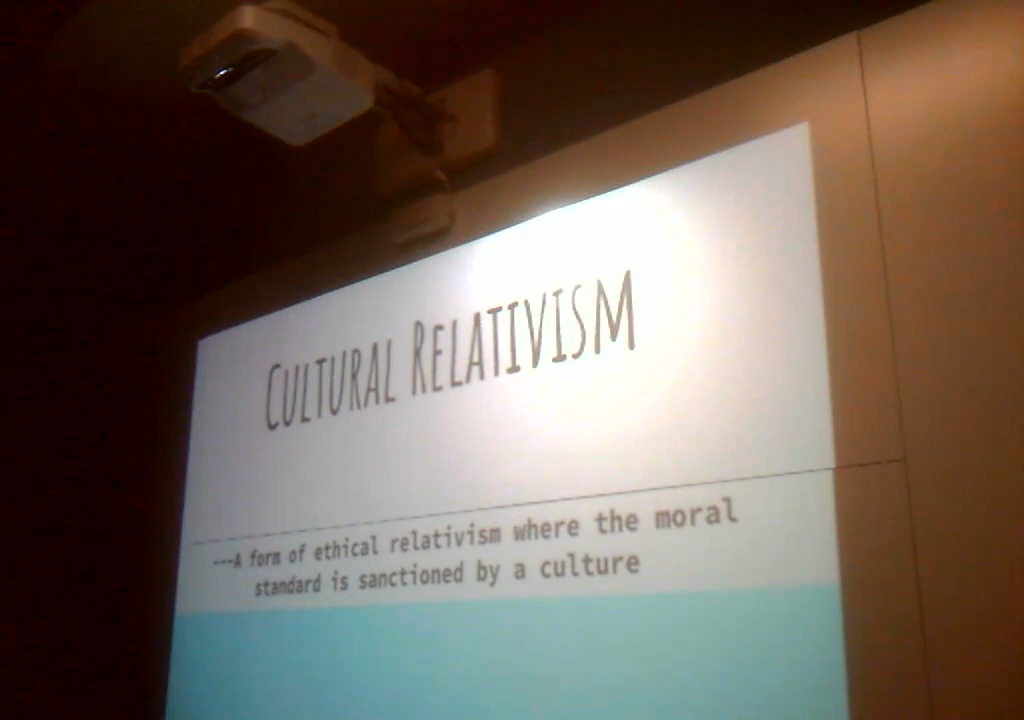 CULTURAL RELATIVISM
---A form of ethical relativism where the moral
standard is sanctioned by a culture